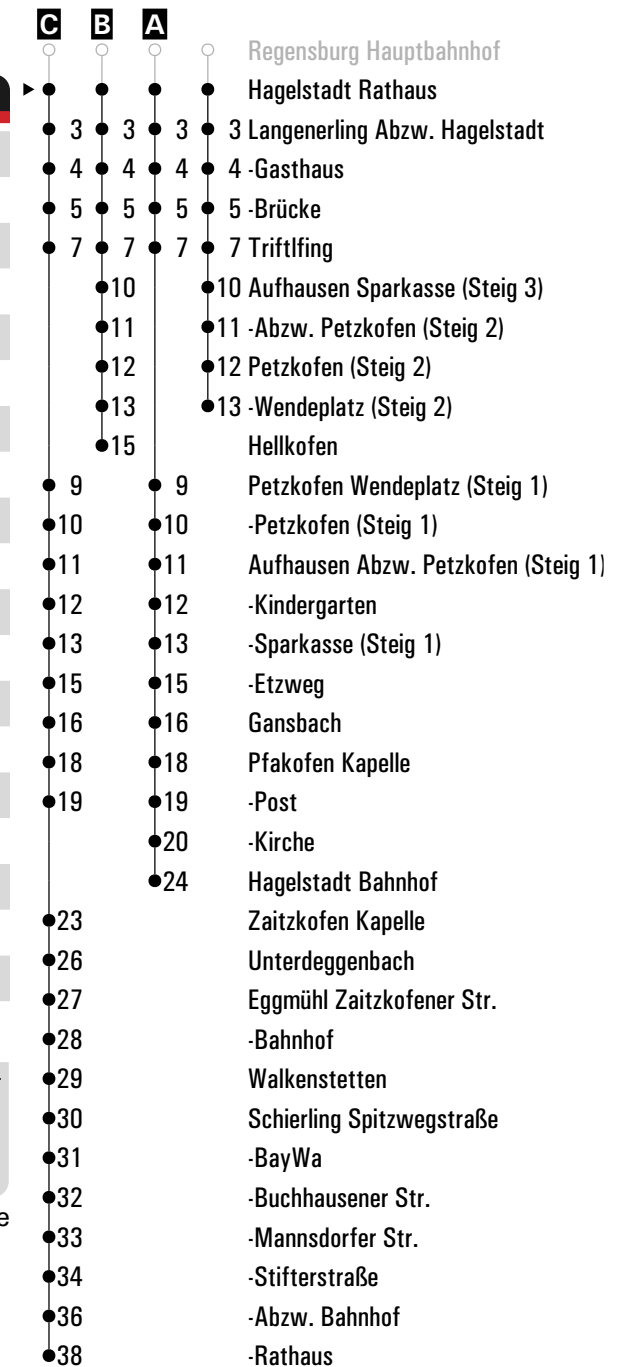 C B A
Regensburg Hauptbahnhof
Hagelstadt Rathaus
3 3 3 3 Langenerling Abzw. Hagelstadt
4 4 4 4 -Gasthaus
5 5 5 5 -Brücke
7 7 7 7 Triftlfing
10 10 Aufhausen Sparkasse (Steig 3)
11 11 -Abzw. Petzkofen (Steig 2)
12 12 Petzkofen (Steig 2)
13 13 -Wendeplatz (Steig 2)
15 Hellkofen
9 9 Petzkofen Wendeplatz (Steig 1)
10 10 -Petzkofen (Steig 1)
11 11 Aufhausen Abzw. Petzkofen (Steig 1)
12 12 -Kindergarten
13 13 -Sparkasse (Steig 1)
15 15 -Etzweg
16 16 Gansbach
18 18 Pfakofen Kapelle
19 19 -Post
20 -Kirche
24 Hagelstadt Bahnhof
23 Zaitzkofen Kapelle
26 Unterdeggenbach
27 Eggmühl Zaitzkofener Str.
28 -Bahnhof
29 Walkenstetten
30 Schierling Spitzwegstraße
31 -BayWa
32 -Buchhausener Str.
e
33 -Mannsdorfer Str.
34 -Stifterstraße
36 -Abzw. Bahnhof
38 -Rathaus